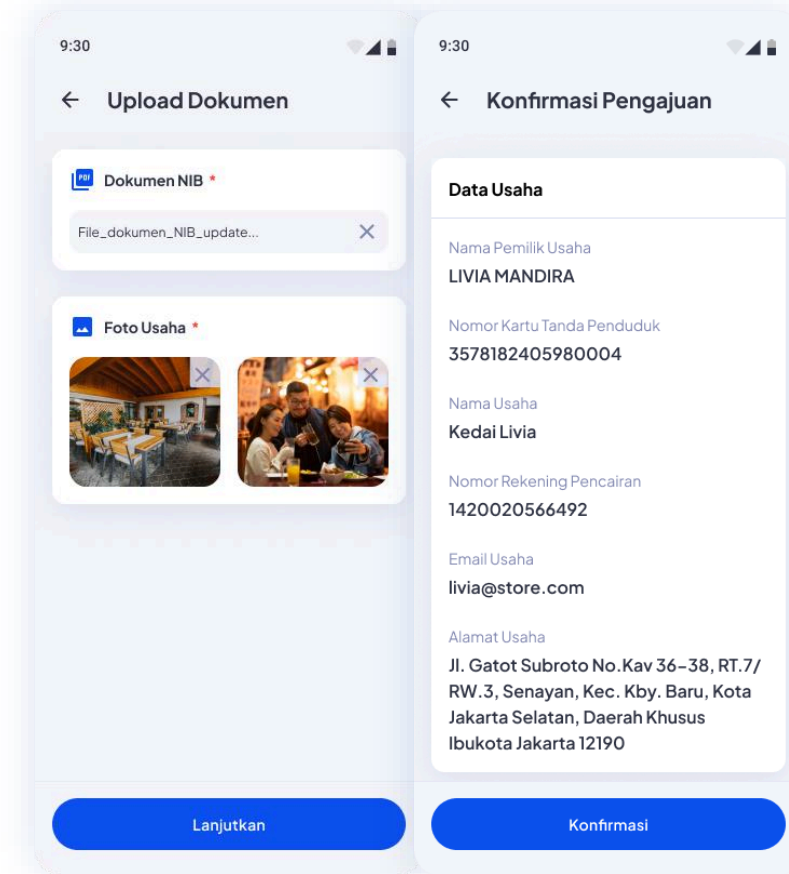 9:30
Upload Dokumen
PDF
Dokumen NIB *
File_dokumen_NIB_update...
Foto Usaha *
Lanjutkan
9:30
Konfirmasi Pengajuan
Data Usaha
Nama Pemilik Usaha
LIVIA MANDIRA
Nomor Kartu Tanda Penduduk
3578182405980004
Nama Usaha
Kedai Livia
Nomor Rekening Pencairan
1420020566492
Email Usaha
livia@store.com
Alamat Usaha
Jl. Gatot Subroto No.Kav 36–38, RT.7/
RW.3, Senayan, Kec. Kby. Baru, Kota
Jakarta Selatan, Daerah Khusus
Ibukota Jakarta 12190
Konfirmasi